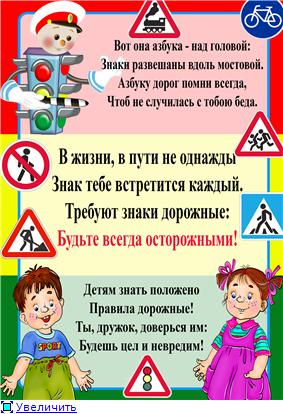 Вот она азбука - над головой:
Знаки развешаны вдоль мостовой.
Азбуку дорог помни всегда,
Чтоб не случилась с тобою беда.
В жизни, в пути не однажды
Знак тебе встретится каждый.
Требуют знаки дорожные:
Будьте всегда осторожными!
Детям знать положено
Правила дорожные!
Ты, дружок, доверься им:
Будешь цел и невредим!
SPORT
Увеличить